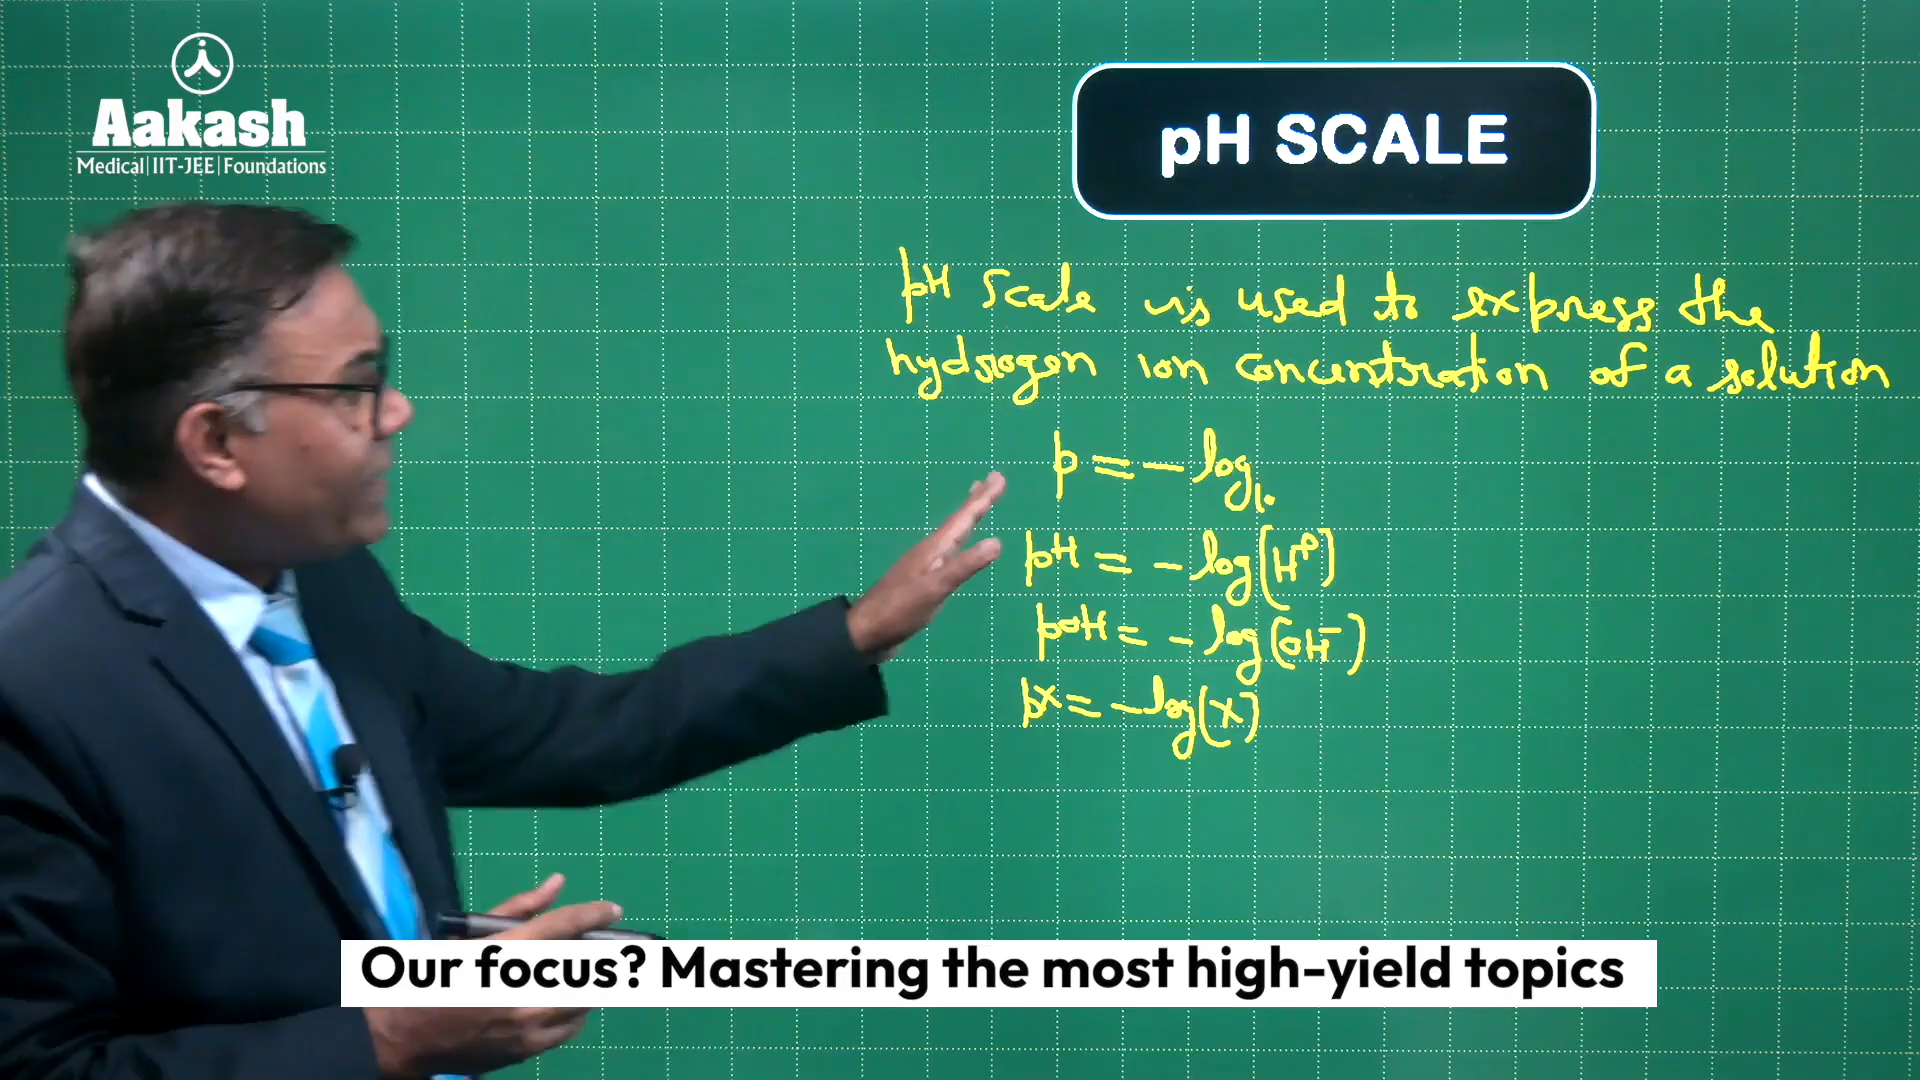 Aakash
Medical|IIT-JEE|Foundations
pH SCALE
pH Scale is used to express the
hydrogen ion concentration of a solution
p = - log₁₀
pH = - log[H⊕]
pOH = - log[OH⁻]
px = - log[x]
Our focus? Mastering the most high-yield topics